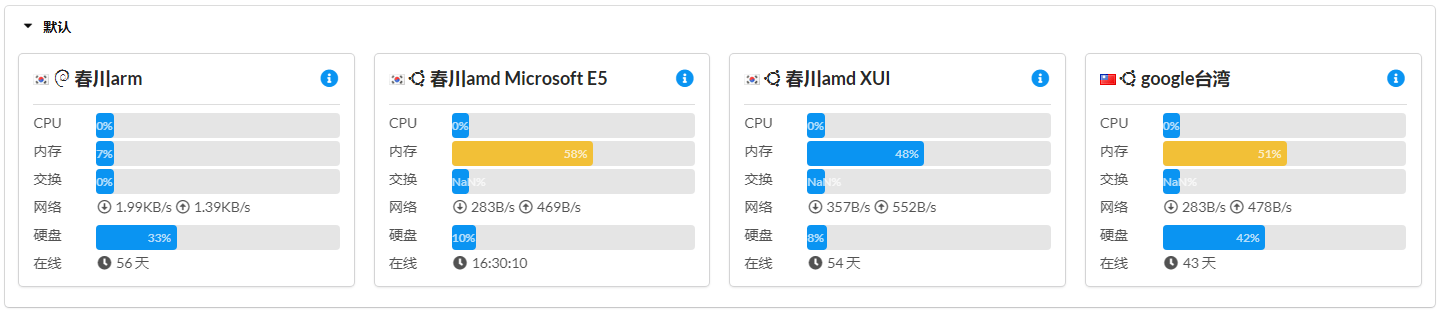 默认
春川arm
CPU 0%
内存 7%
交换 0%
网络 1.99KB/s 1.39KB/s
硬盘 33%
在线 56 天
春川amd Microsoft E5
CPU 0%
内存 58%
交换 NaN%
网络 283B/s 469B/s
硬盘 10%
在线 16:30:10
春川amd XUI
CPU 0%
内存 48%
交换 NaN%
网络 357B/s 552B/s
硬盘 8%
在线 54 天
google台湾
CPU 0%
内存 51%
交换 NaN%
网络 283B/s 478B/s
硬盘 42%
在线 43 天